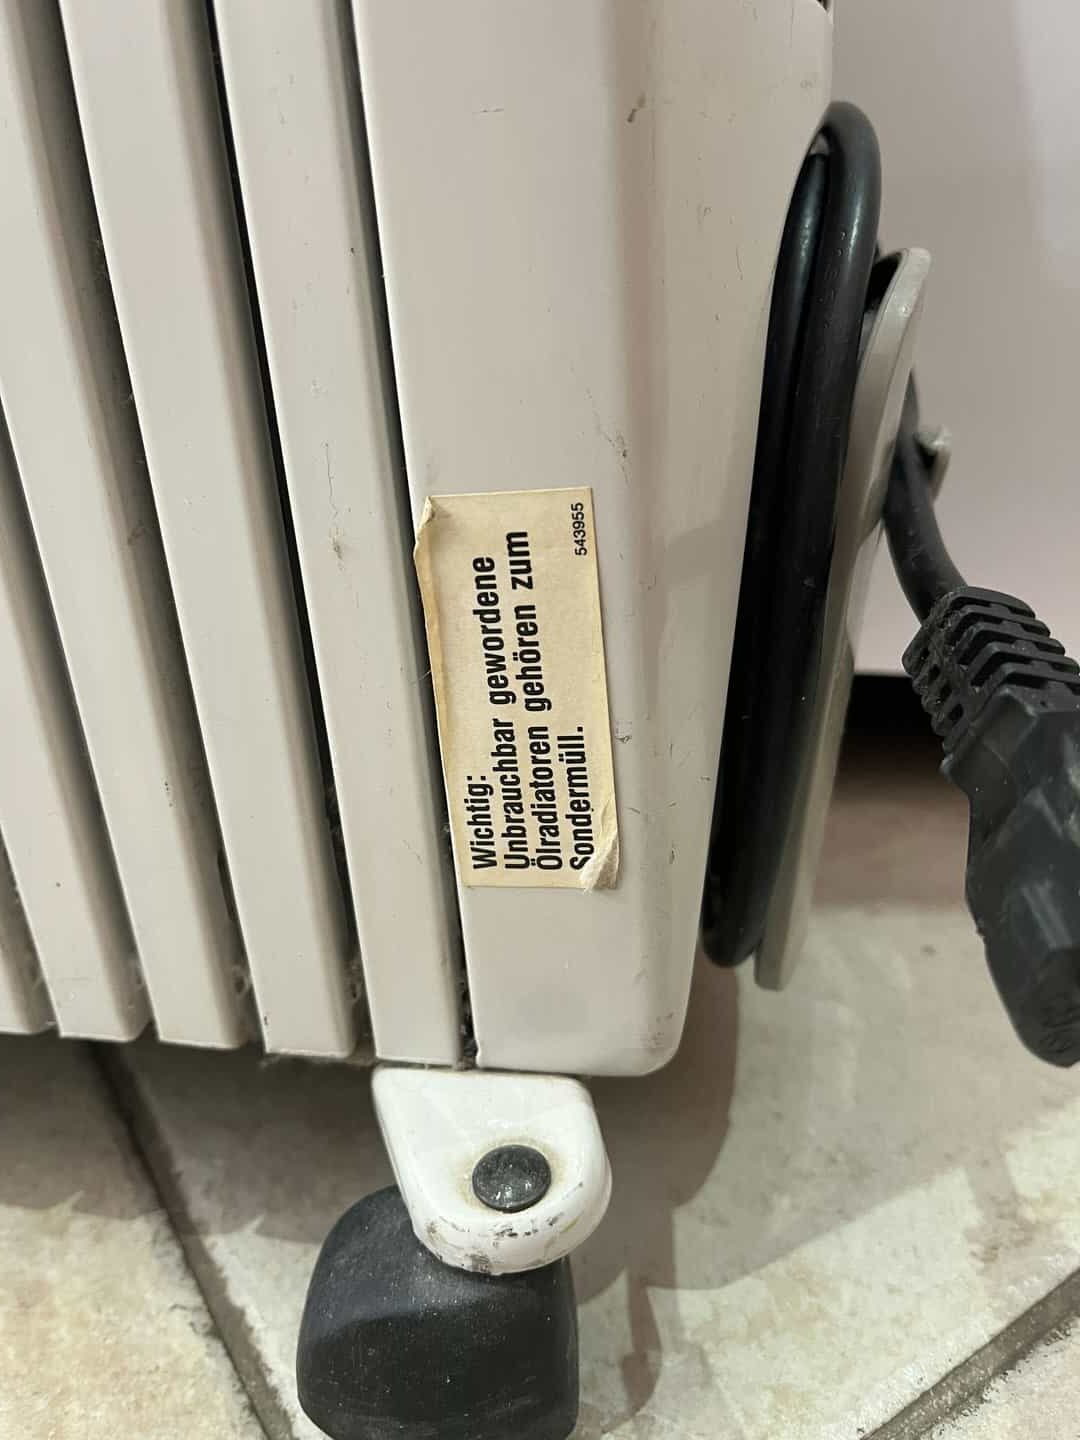 Wichtig:
Unbrauchbar gewordene
Ölradiatoren gehören zum
Sondermüll.
543955